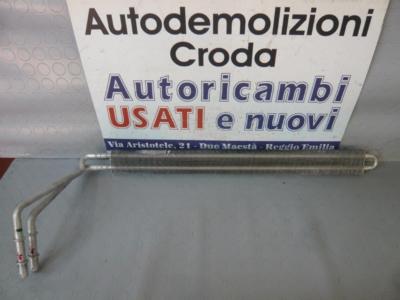 Autodemolizioni
Croda
Autoricambi
USATI e nuovi
Via Aristotele, 21 - Due Maestà - Reggio Emilia